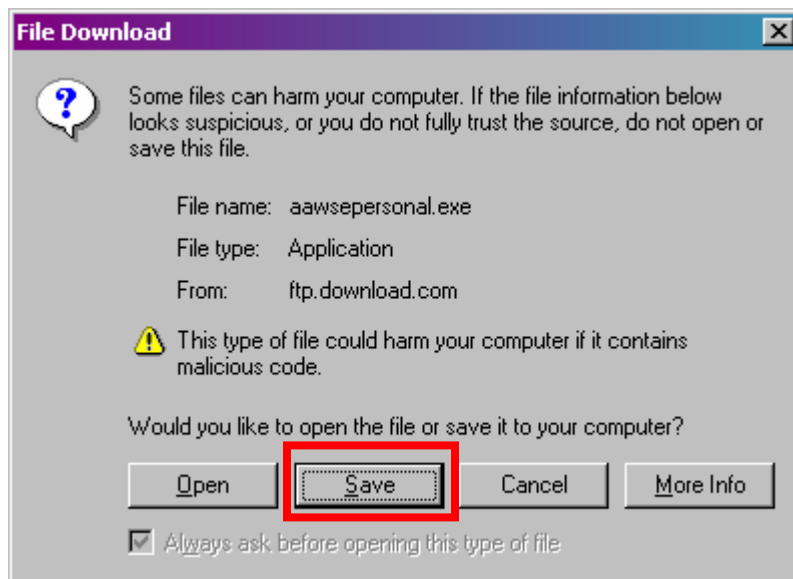 File Download
Some files can harm your computer. If the file information below
looks suspicious, or you do not fully trust the source, do not open or
save this file.
File name: aawsepersonal.exe
File type: Application
From: ftp.download.com
This type of file could harm your computer if it contains
malicious code.
Would you like to open the file or save it to your computer?
Open Save Cancel More Info
Always ask before opening this type of file